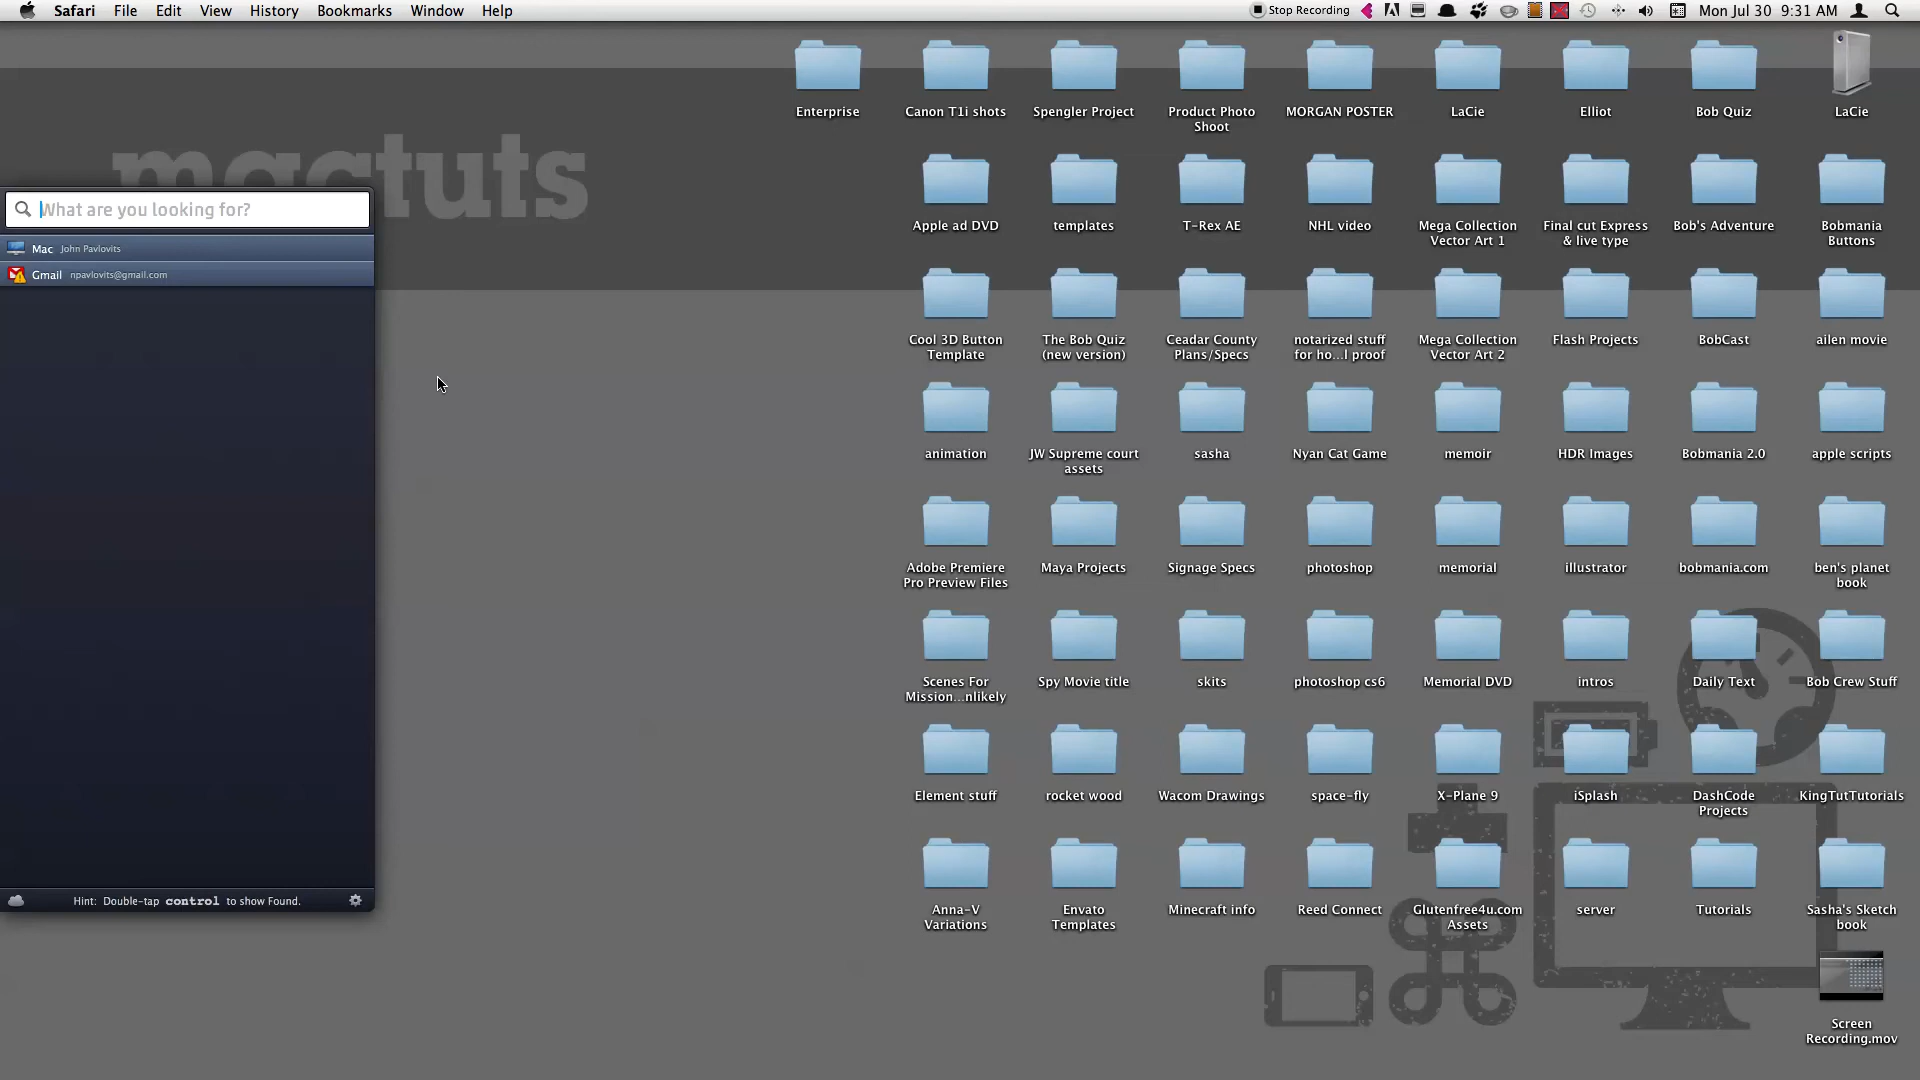 Safari File Edit View History Bookmarks Window Help Stop Recording Mon Jul 30 9:31 AM
mactuts
What are you looking for?
Mac John Pavlovits
Gmail npavlovits@gmail.com
Hint: Double-tap control to show Found.
Enterprise
Canon T1i shots
Spengler Project
Product Photo
Shoot
MORGAN POSTER
LaCie
Elliot
Bob Quiz
LaCie
Apple ad DVD
templates
T-Rex AE
NHL video
Mega Collection
Vector Art 1
Final cut Express
& live type
Bob's Adventure
Bobmania
Buttons
Cool 3D Button
Template
The Bob Quiz
(new version)
Ceadar County
Plans/Specs
notarized stuff
for ho...l proof
Mega Collection
Vector Art 2
Flash Projects
BobCast
ailen movie
animation
JW Supreme court
assets
sasha
Nyan Cat Game
memoir
HDR Images
Bobmania 2.0
apple scripts
Adobe Premiere
Pro Preview Files
Maya Projects
Signage Specs
photoshop
memorial
illustrator
bobmania.com
ben's planet
book
Scenes For
Mission...nlikely
Spy Movie title
skits
photoshop cs6
Memorial DVD
intros
Daily Text
Bob Crew Stuff
Element stuff
rocket wood
Wacom Drawings
space-fly
X-Plane 9
iSplash
DashCode
Projects
KingTutTutorials
Anna-V
Variations
Envato
Templates
Minecraft info
Reed Connect
Glutenfree4u.com
Assets
server
Tutorials
Sasha's Sketch
book
Screen
Recording.mov